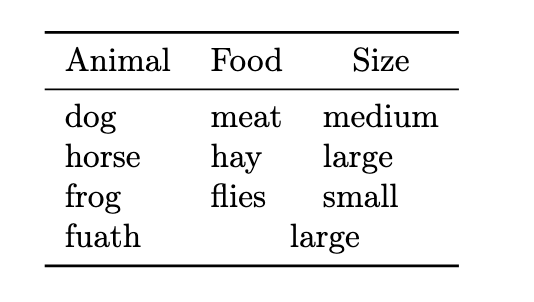 Animal Food Size
dog meat medium
horse hay large
frog flies small
fuath large